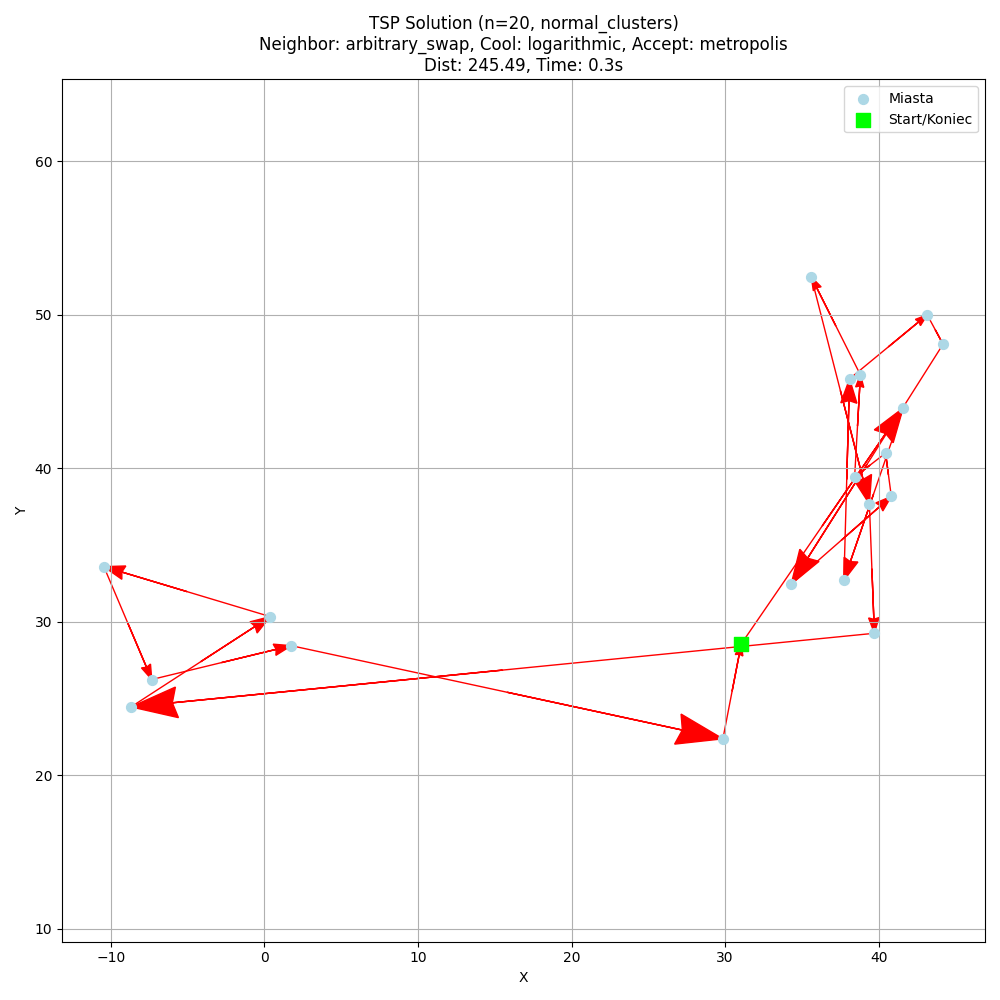 TSP Solution (n=20, normal_clusters)
Neighbor: arbitrary_swap, Cool: logarithmic, Accept: metropolis
Dist: 245.49, Time: 0.3s
Miasta
Start/Koniec
60
50
40
30
20
10
Y
−10 0 10 20 30 40
X